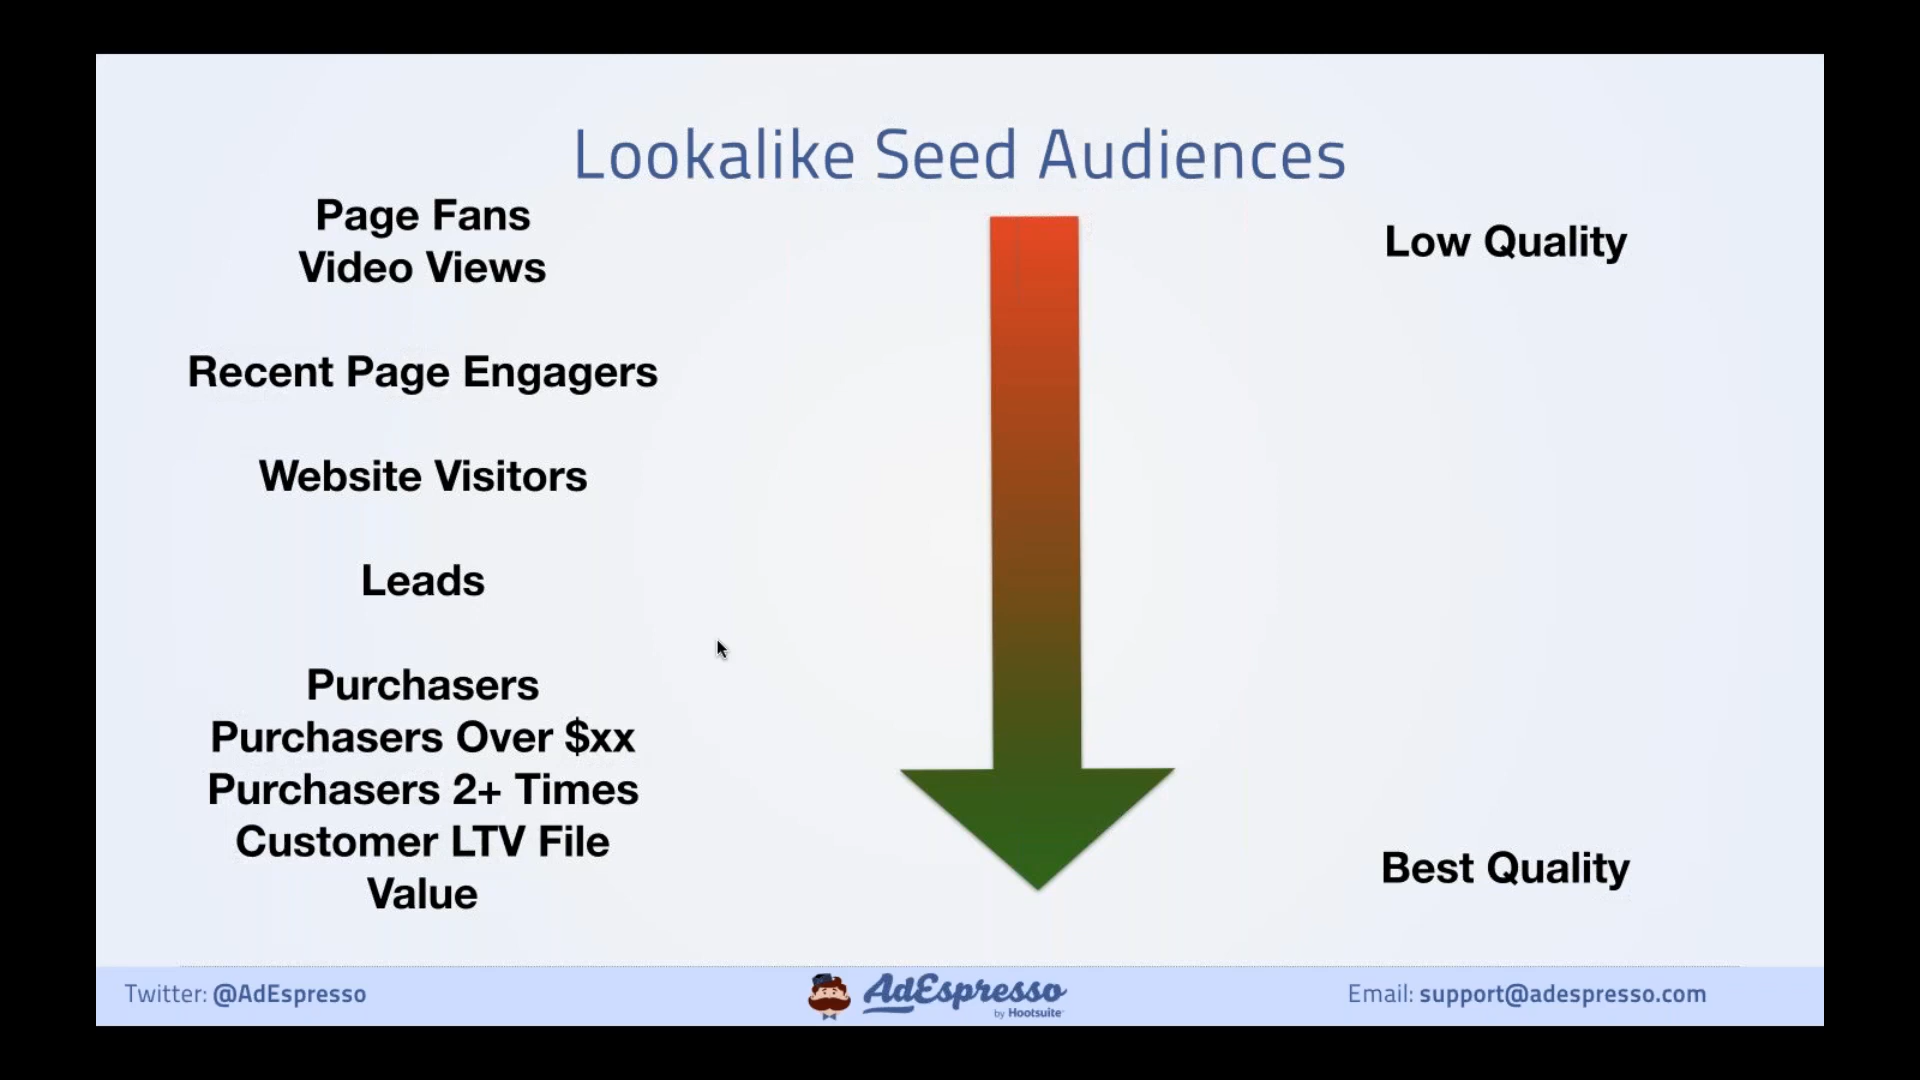 Lookalike Seed Audiences
Page Fans
Video Views
Recent Page Engagers
Website Visitors
Leads
Purchasers
Purchasers Over $xx
Purchasers 2+ Times
Customer LTV File
Value
Low Quality
Best Quality
Twitter: @AdEspresso
AdEspresso
by Hootsuite
Email: support@adespresso.com